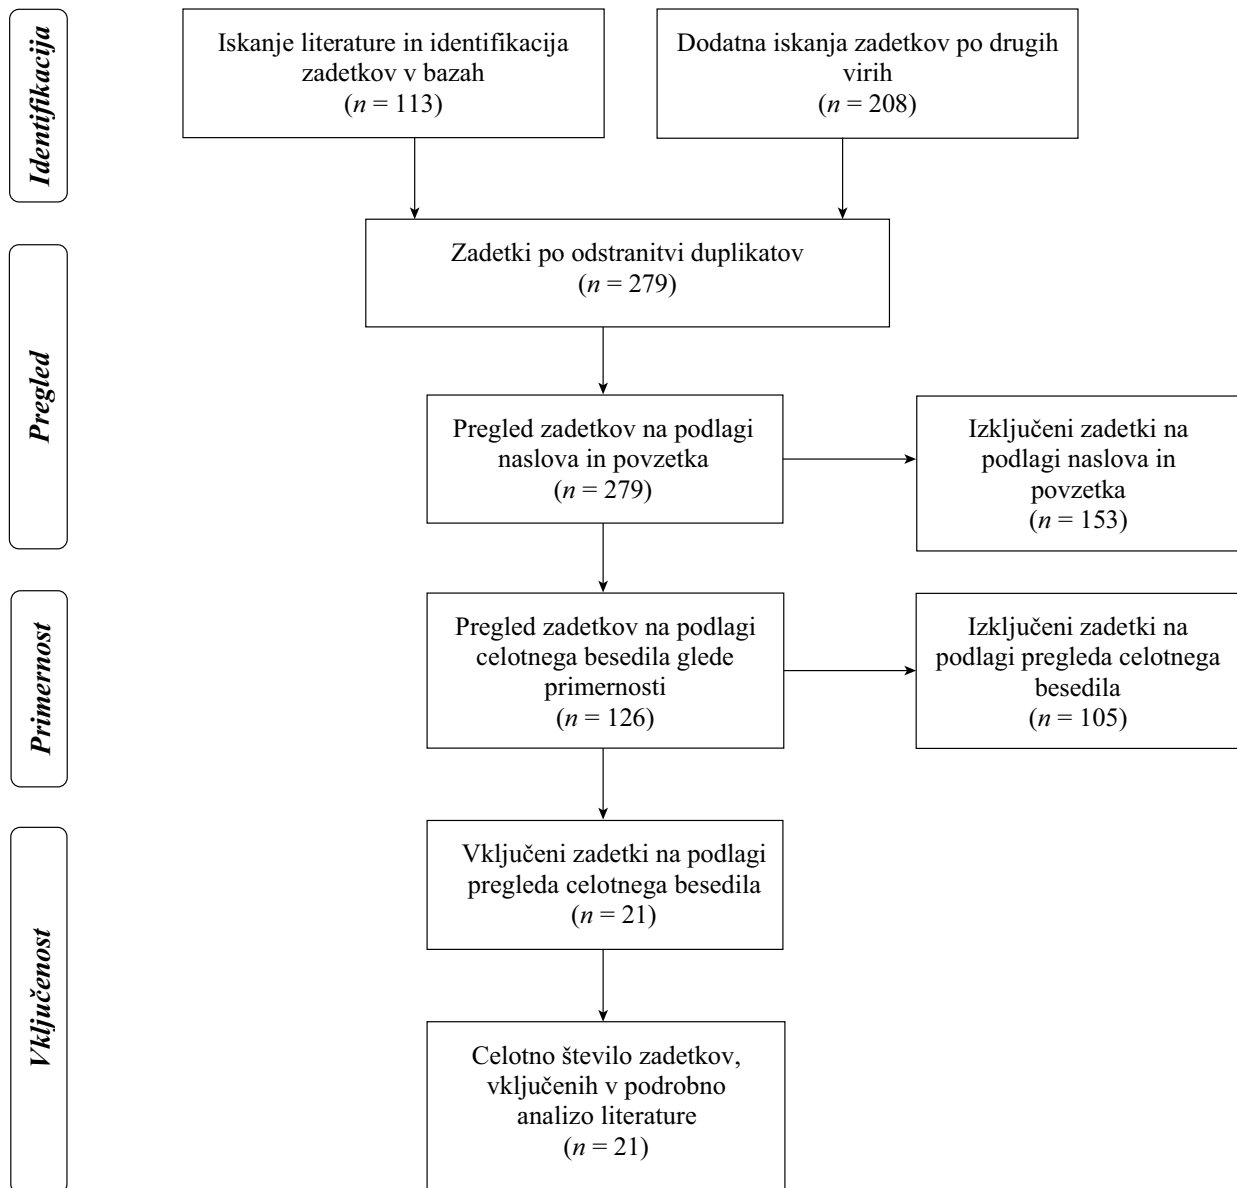 Identifikacija
Iskanje literature in identifikacija
zadetkov v bazah
(n = 113)
Dodatna iskanja zadetkov po drugih
virih
(n = 208)
Pregled
Zadetki po odstranitvi duplikatov
(n = 279)
Pregled zadetkov na podlagi
naslova in povzetka
(n = 279)
Izključeni zadetki na
podlagi naslova in
povzetka
(n = 153)
Primernost
Pregled zadetkov na podlagi
celotnega besedila glede
primernosti
(n = 126)
Izključeni zadetki na
podlagi pregleda celotnega
besedila
(n = 105)
Vključenost
Vključeni zadetki na podlagi
pregleda celotnega besedila
(n = 21)
Celotno število zadetkov,
vključenih v podrobno
analizo literature
(n = 21)